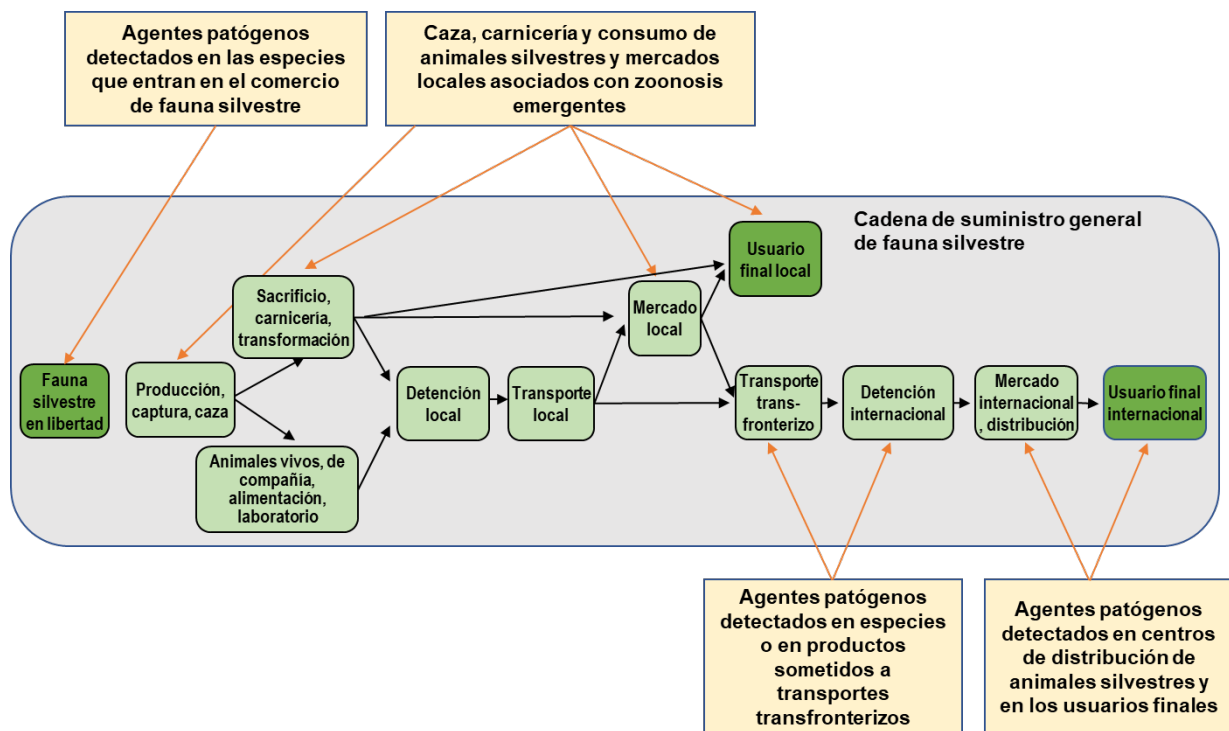 Agentes patógenos
detectados en las especies
que entran en el comercio
de fauna silvestre
Caza, carnicería y consumo de
animales silvestres y mercados
locales asociados con zoonosis
emergentes
Cadena de suministro general
de fauna silvestre
Usuario
final local
Sacrificio,
carnicería,
transformación
Mercado
local
Fauna
silvestre
en libertad
Producción,
captura, caza
Detención
local
Transporte
local
Transporte
trans-
fronterizo
Detención
internacional
Mercado
internacional
, distribución
Usuario final
internacional
Animales vivos, de
compañía,
alimentación,
laboratorio
Agentes patógenos
detectados en especies
o en productos
sometidos a
transportes
transfronterizos
Agentes patógenos
detectados en centros
de distribución de
animales silvestres y
en los usuarios finales